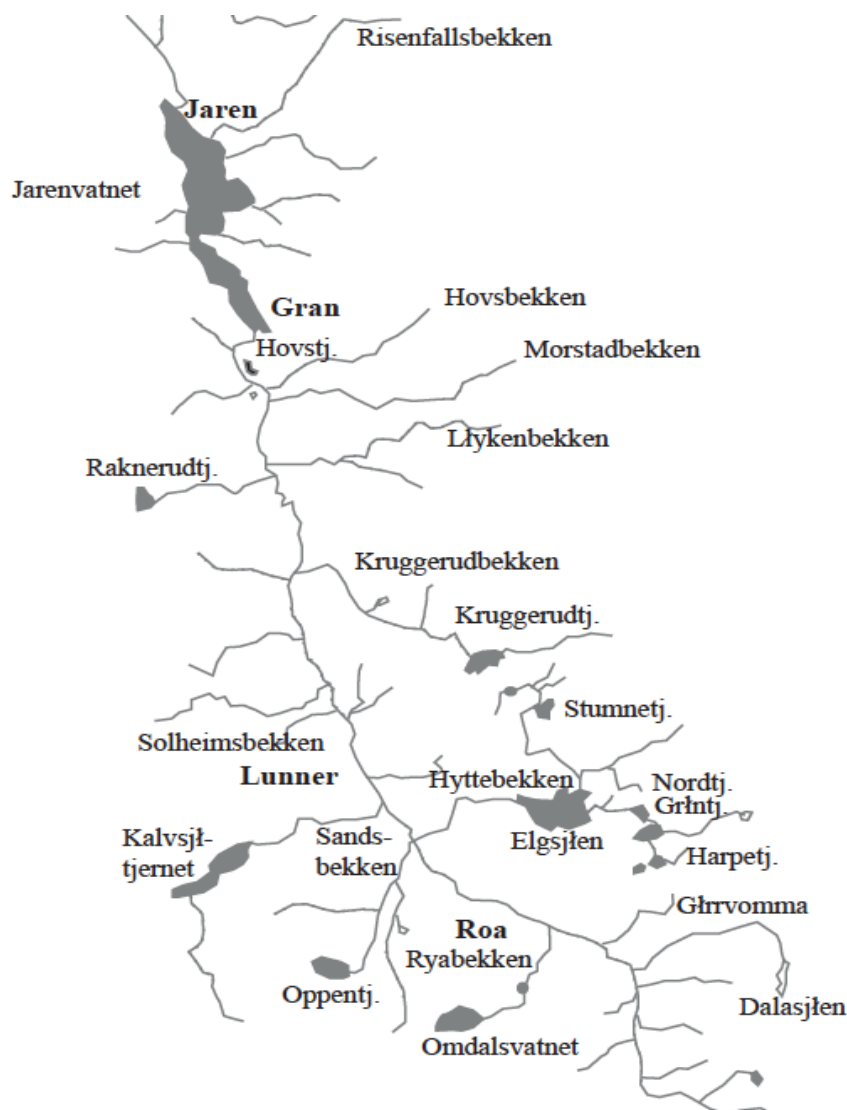 Risenfallsbekken
Jaren
Jarenvatnet
Hovsbekken
Gran
Hovstj.
Morstadbekken
Lłykenbekken
Raknerudtj.
Kruggerudbekken
Kruggerudtj.
Stumnetj.
Solheimsbekken
Lunner
Hyttebekken
Nordtj.
Grłntj.
Kalvsjł-
tjernet
Sands-
bekken
Elgsjłen
Harpetj.
Głrrvomma
Roa
Ryabekken
Oppentj.
Dalasjłen
Omdalsvatnet